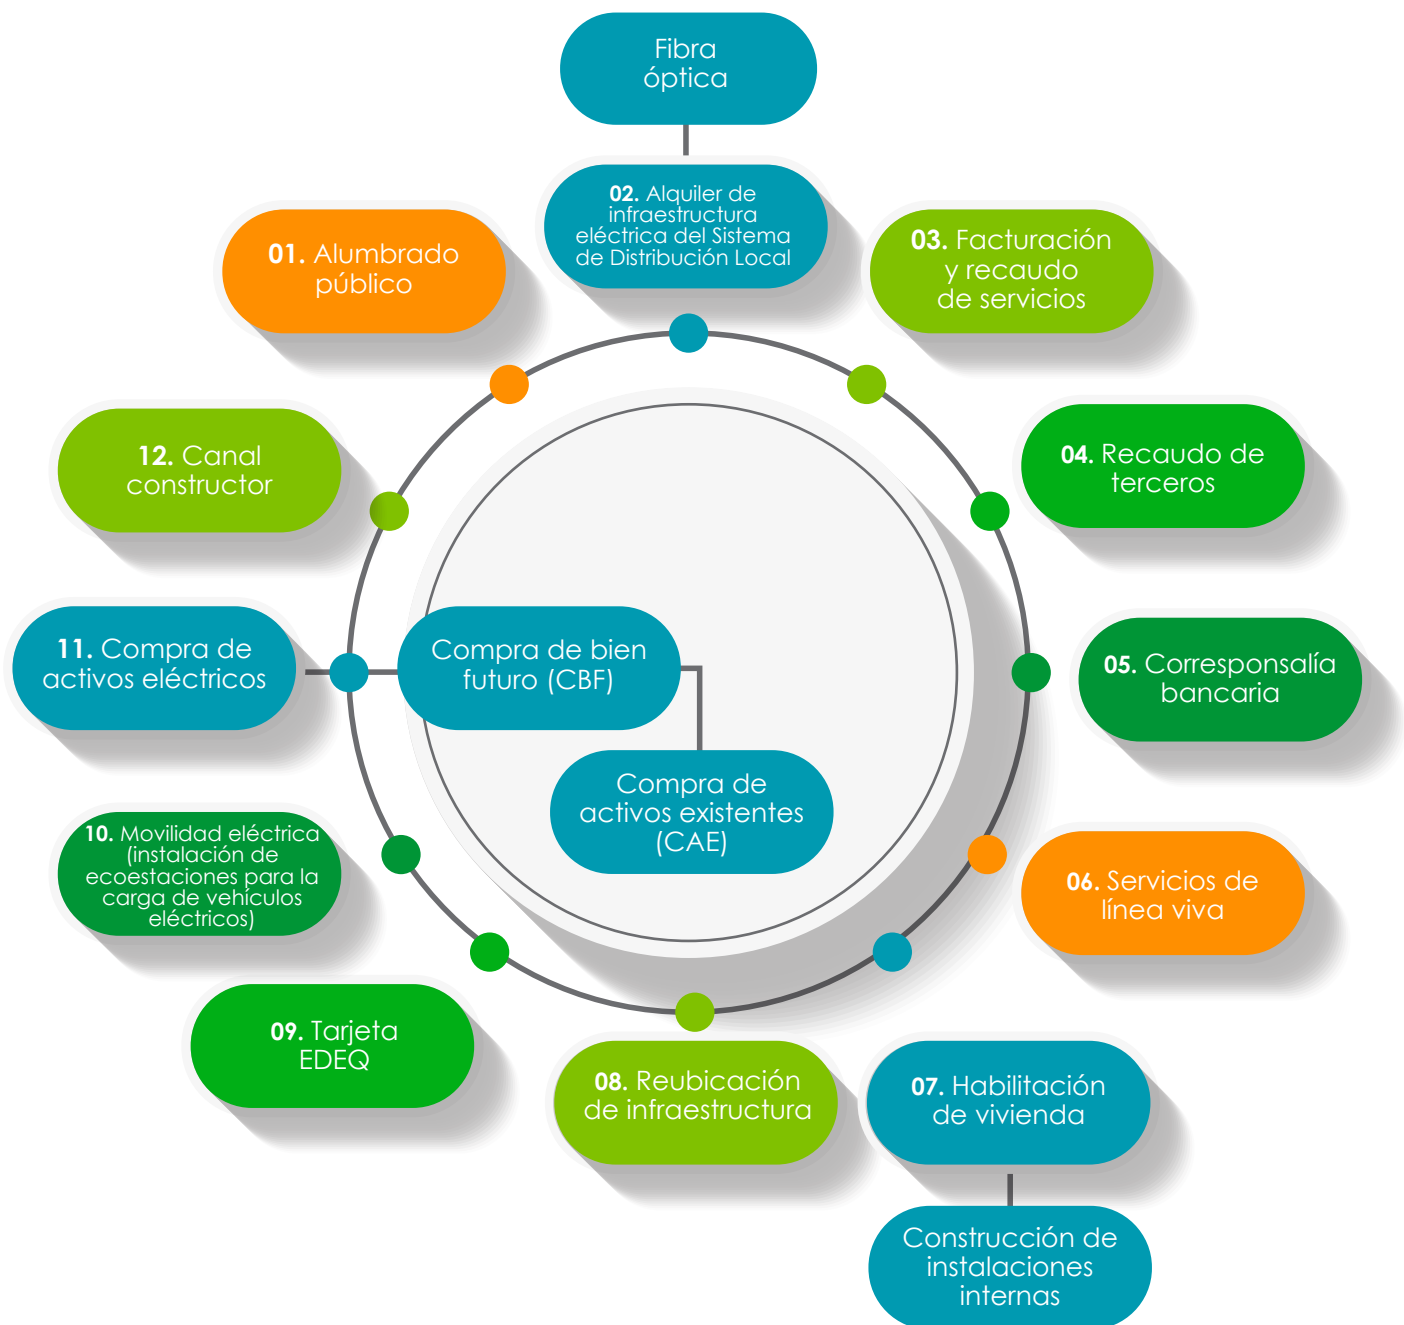 Fibra
óptica
01. Alumbrado
público
02. Alquiler de
infraestructura
eléctrica del Sistema
de Distribución Local
03. Facturación
y recaudo
de servicios
04. Recaudo de
terceros
05. Corresponsalía
bancaria
06. Servicios de
línea viva
07. Habilitación
de vivienda
Construcción de
instalaciones
internas
08. Reubicación
de infraestructura
09. Tarjeta
EDEQ
10. Movilidad eléctrica
(instalación de
ecoestaciones para la
carga de vehículos
eléctricos)
11. Compra de
activos eléctricos
Compra de bien
futuro (CBF)
Compra de
activos existentes
(CAE)
12. Canal
constructor